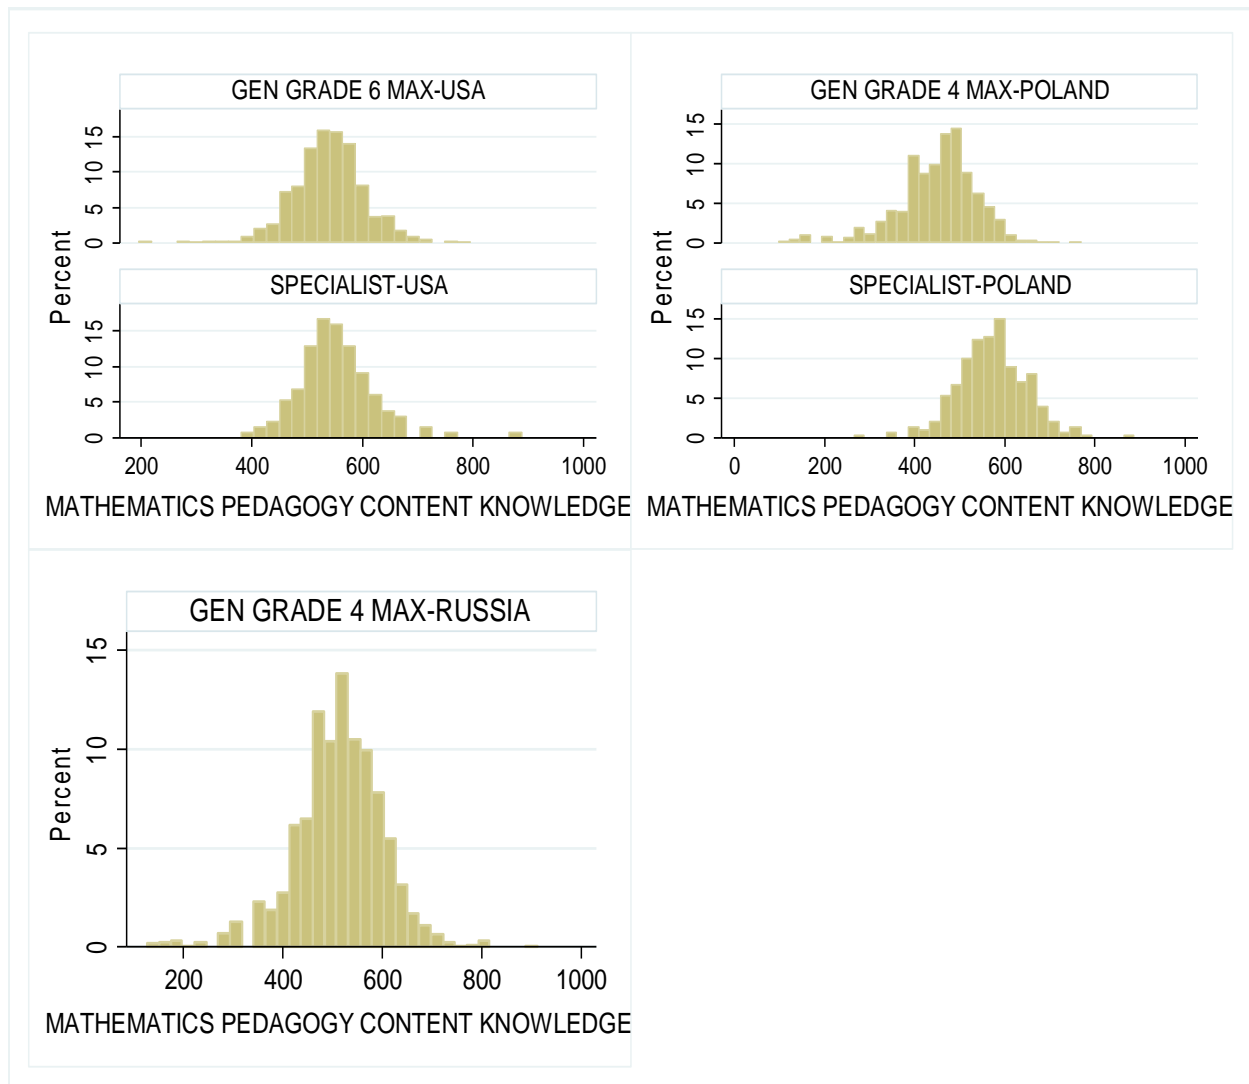 GEN GRADE 6 MAX-USA
0 5 10 15
SPECIALIST-USA
0 5 10 15
Percent
200 400 600 800 1000
MATHEMATICS PEDAGOGY CONTENT KNOWLEDGE
GEN GRADE 4 MAX-POLAND
0 5 10 15
SPECIALIST-POLAND
0 5 10 15
Percent
0 200 400 600 800 1000
MATHEMATICS PEDAGOGY CONTENT KNOWLEDGE
GEN GRADE 4 MAX-RUSSIA
0 5 10 15
Percent
200 400 600 800 1000
MATHEMATICS PEDAGOGY CONTENT KNOWLEDGE